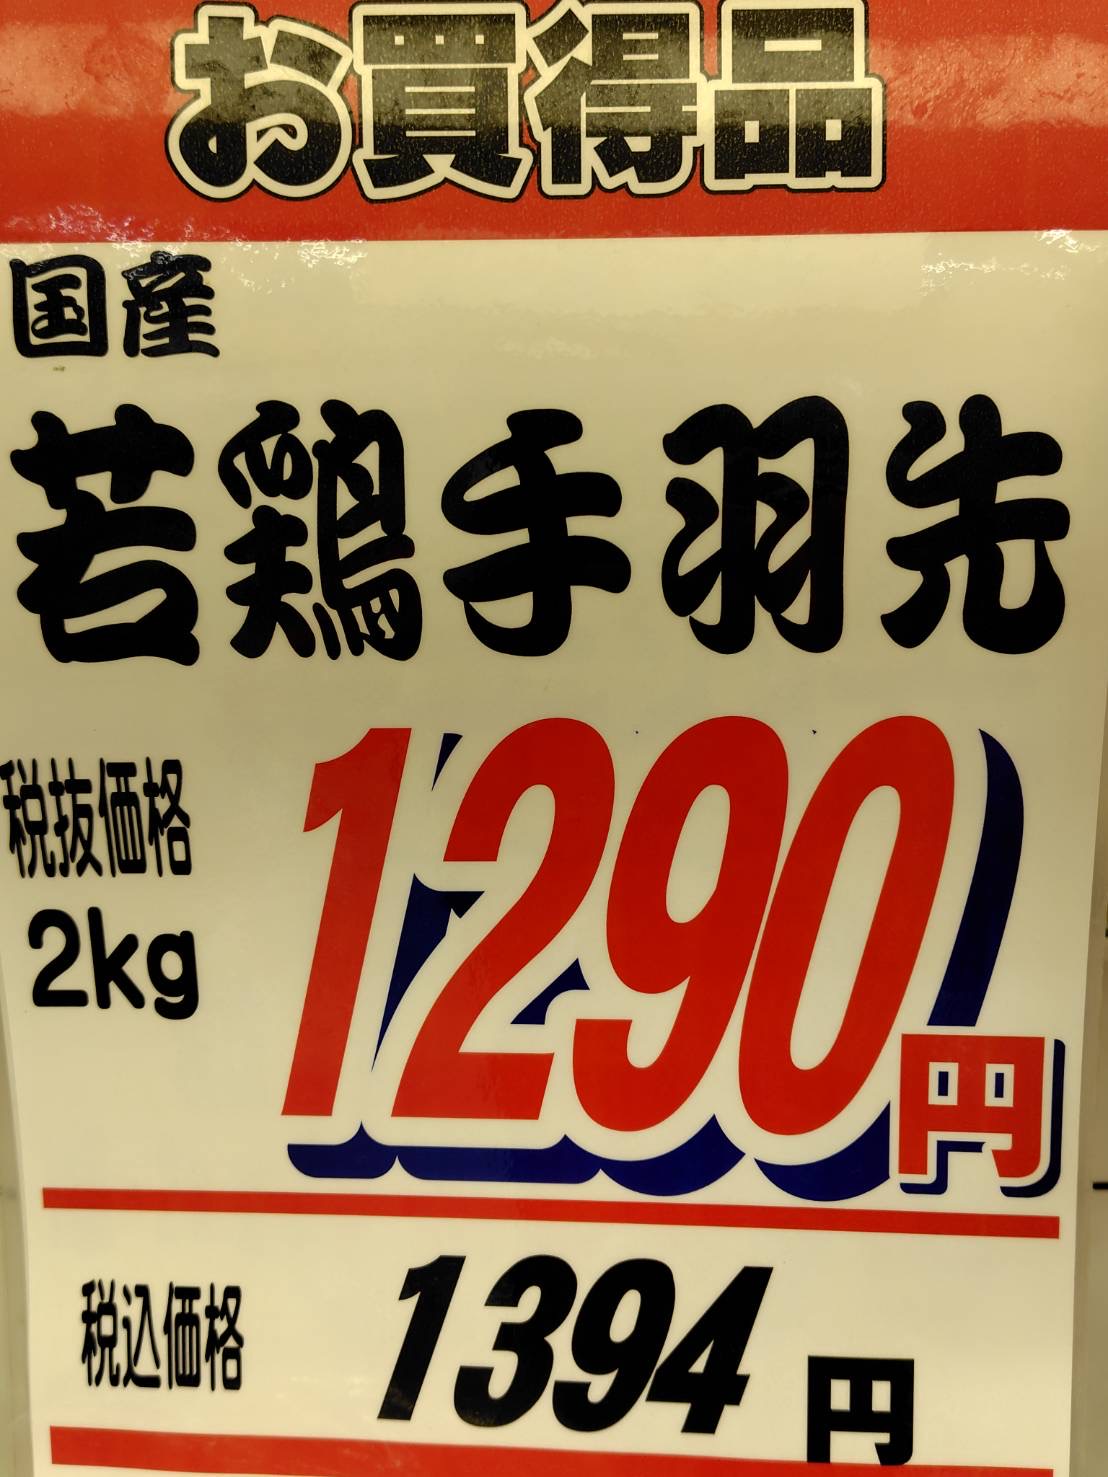 お買得品
国産
若鶏手羽先
税抜価格
2kg
1290円
税込価格 1394円